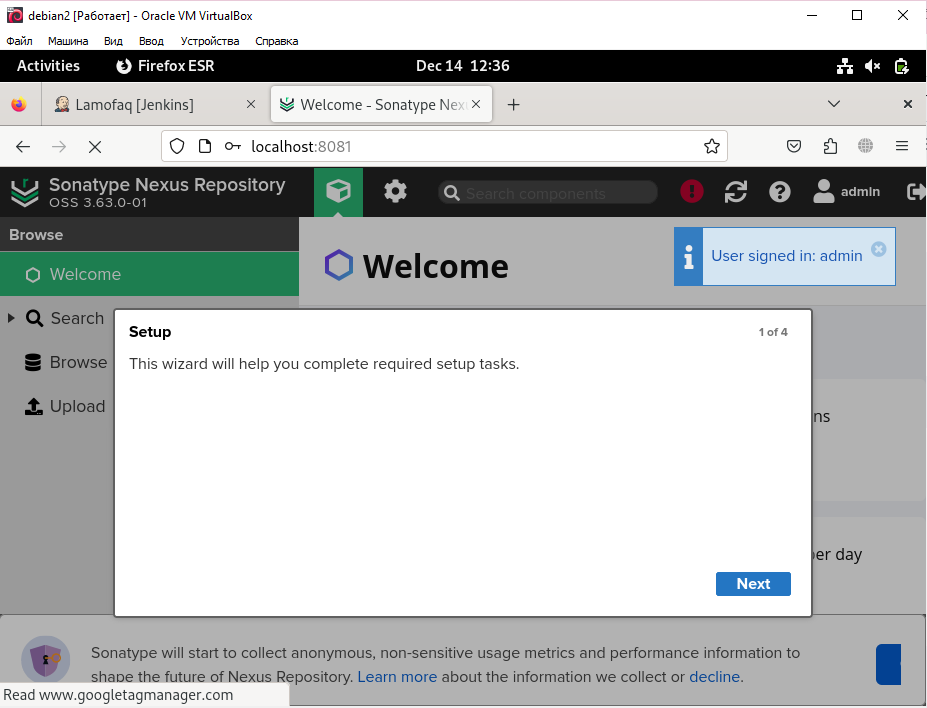 debian2 [Работает] - Oracle VM VirtualBox
Файл Машина Вид Ввод Устройства Справка
Activities Firefox ESR Dec 14 12:36
Lamofaq [Jenkins] Welcome - Sonatype Nex
localhost:8081
Sonatype Nexus Repository
OSS 3.63.0-01
Search components
admin
Browse
Welcome
Search
Browse
Upload
Welcome
User signed in: admin
Setup 1 of 4
This wizard will help you complete required setup tasks.
ns
er day
Next
Sonatype will start to collect anonymous, non-sensitive usage metrics and performance information to
shape the future of Nexus Repository. Learn more about the information we collect or decline.
Read www.googletagmanager.com